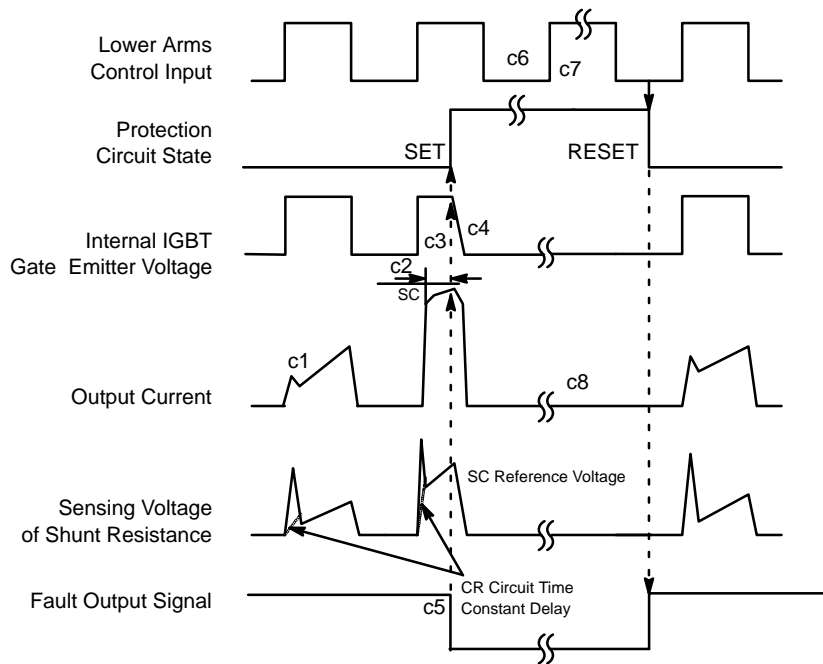 Lower Arms
Control Input
c6
c7
Protection
Circuit State
SET
RESET
Internal IGBT
Gate Emitter Voltage
c3
c4
c2
SC
c1
Output Current
c8
SC Reference Voltage
Sensing Voltage
of Shunt Resistance
CR Circuit Time
Constant Delay
Fault Output Signal
c5